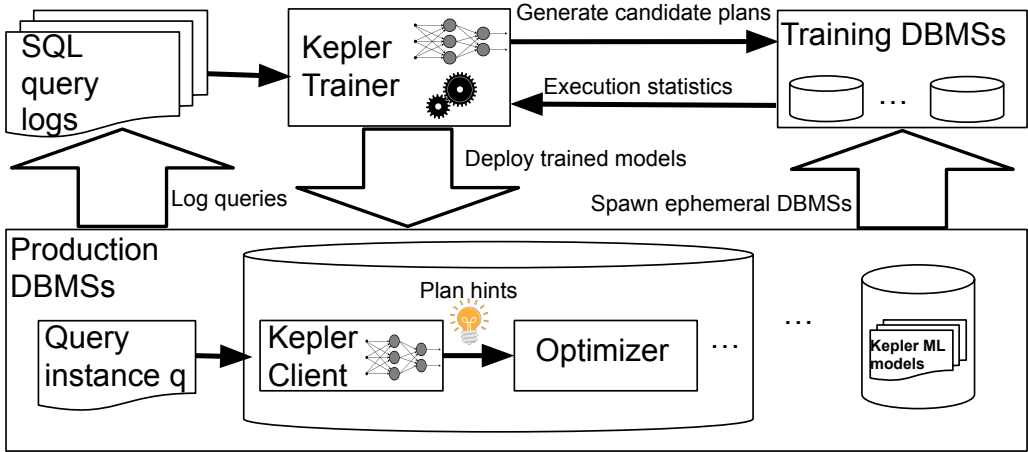 SQL
query
logs
Kepler
Trainer
Generate candidate plans
Execution statistics
Training DBMSs
...
Log queries
Deploy trained models
Spawn ephemeral DBMSs
Production
DBMSs
Query
instance q
Kepler
Client
Plan hints
Optimizer
...
...
Kepler ML
models